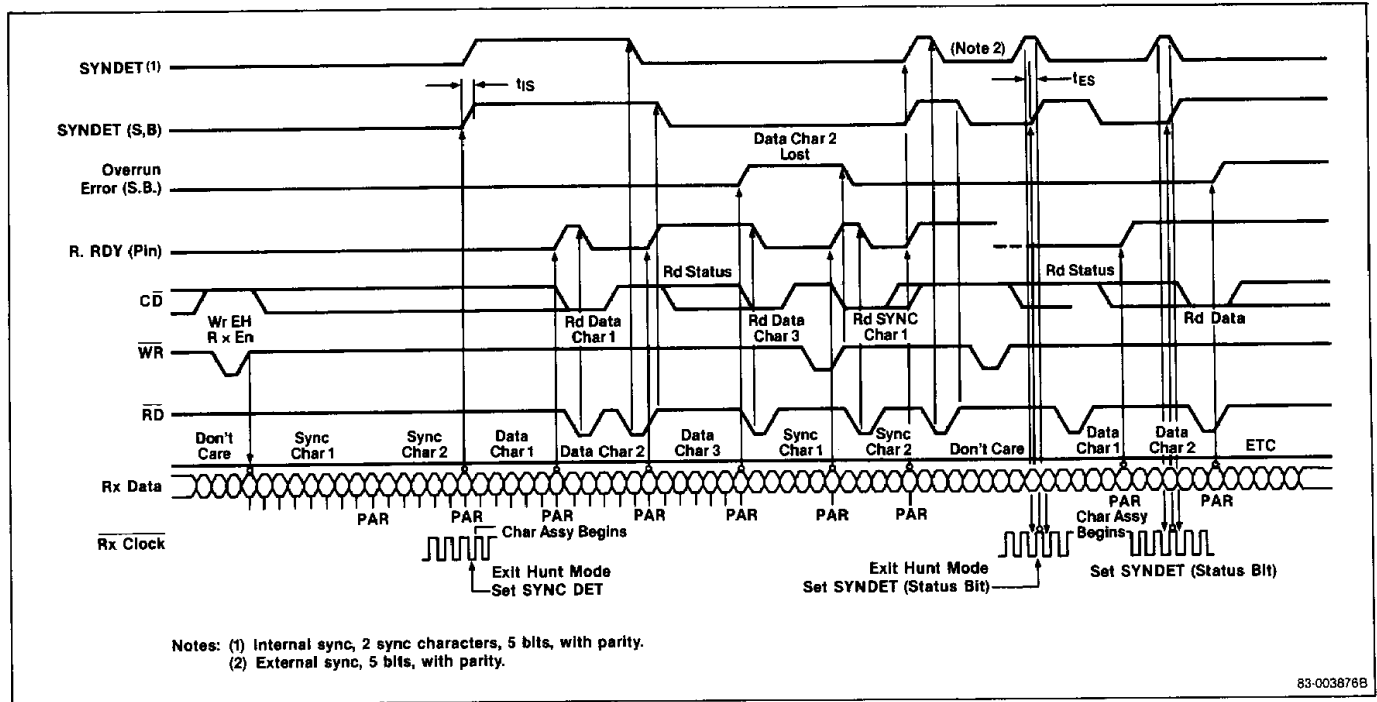 SYNDET (1)
(Note 2)
tIS
tES
SYNDET (S,B)
Data Char 2
Lost
Overrun
Error (S.B.)
R. RDY (Pin)
Rd Status
Rd Status
CD
Wr EH
R x En
Rd Data
Char 1
Rd Data
Char 3
Rd SYNC
Char 1
Rd Data
WR
RD
Don't
Care
Sync
Char 1
Sync
Char 2
Data
Char 1
Data Char 2
Data
Char 3
Sync
Char 1
Sync
Char 2
Don't Care
Data
Char 1
Data
Char 2
ETC
Rx Data
PAR
PAR
PAR
PAR
PAR
PAR
PAR
PAR
PAR
Rx Clock
Char Assy Begins
Char Assy
Begins
Exit Hunt Mode
Set SYNC DET
Exit Hunt Mode
Set SYNDET (Status Bit)
Set SYNDET (Status Bit)
Notes: (1) Internal sync, 2 sync characters, 5 bits, with parity.
(2) External sync, 5 bits, with parity.
83-003876B